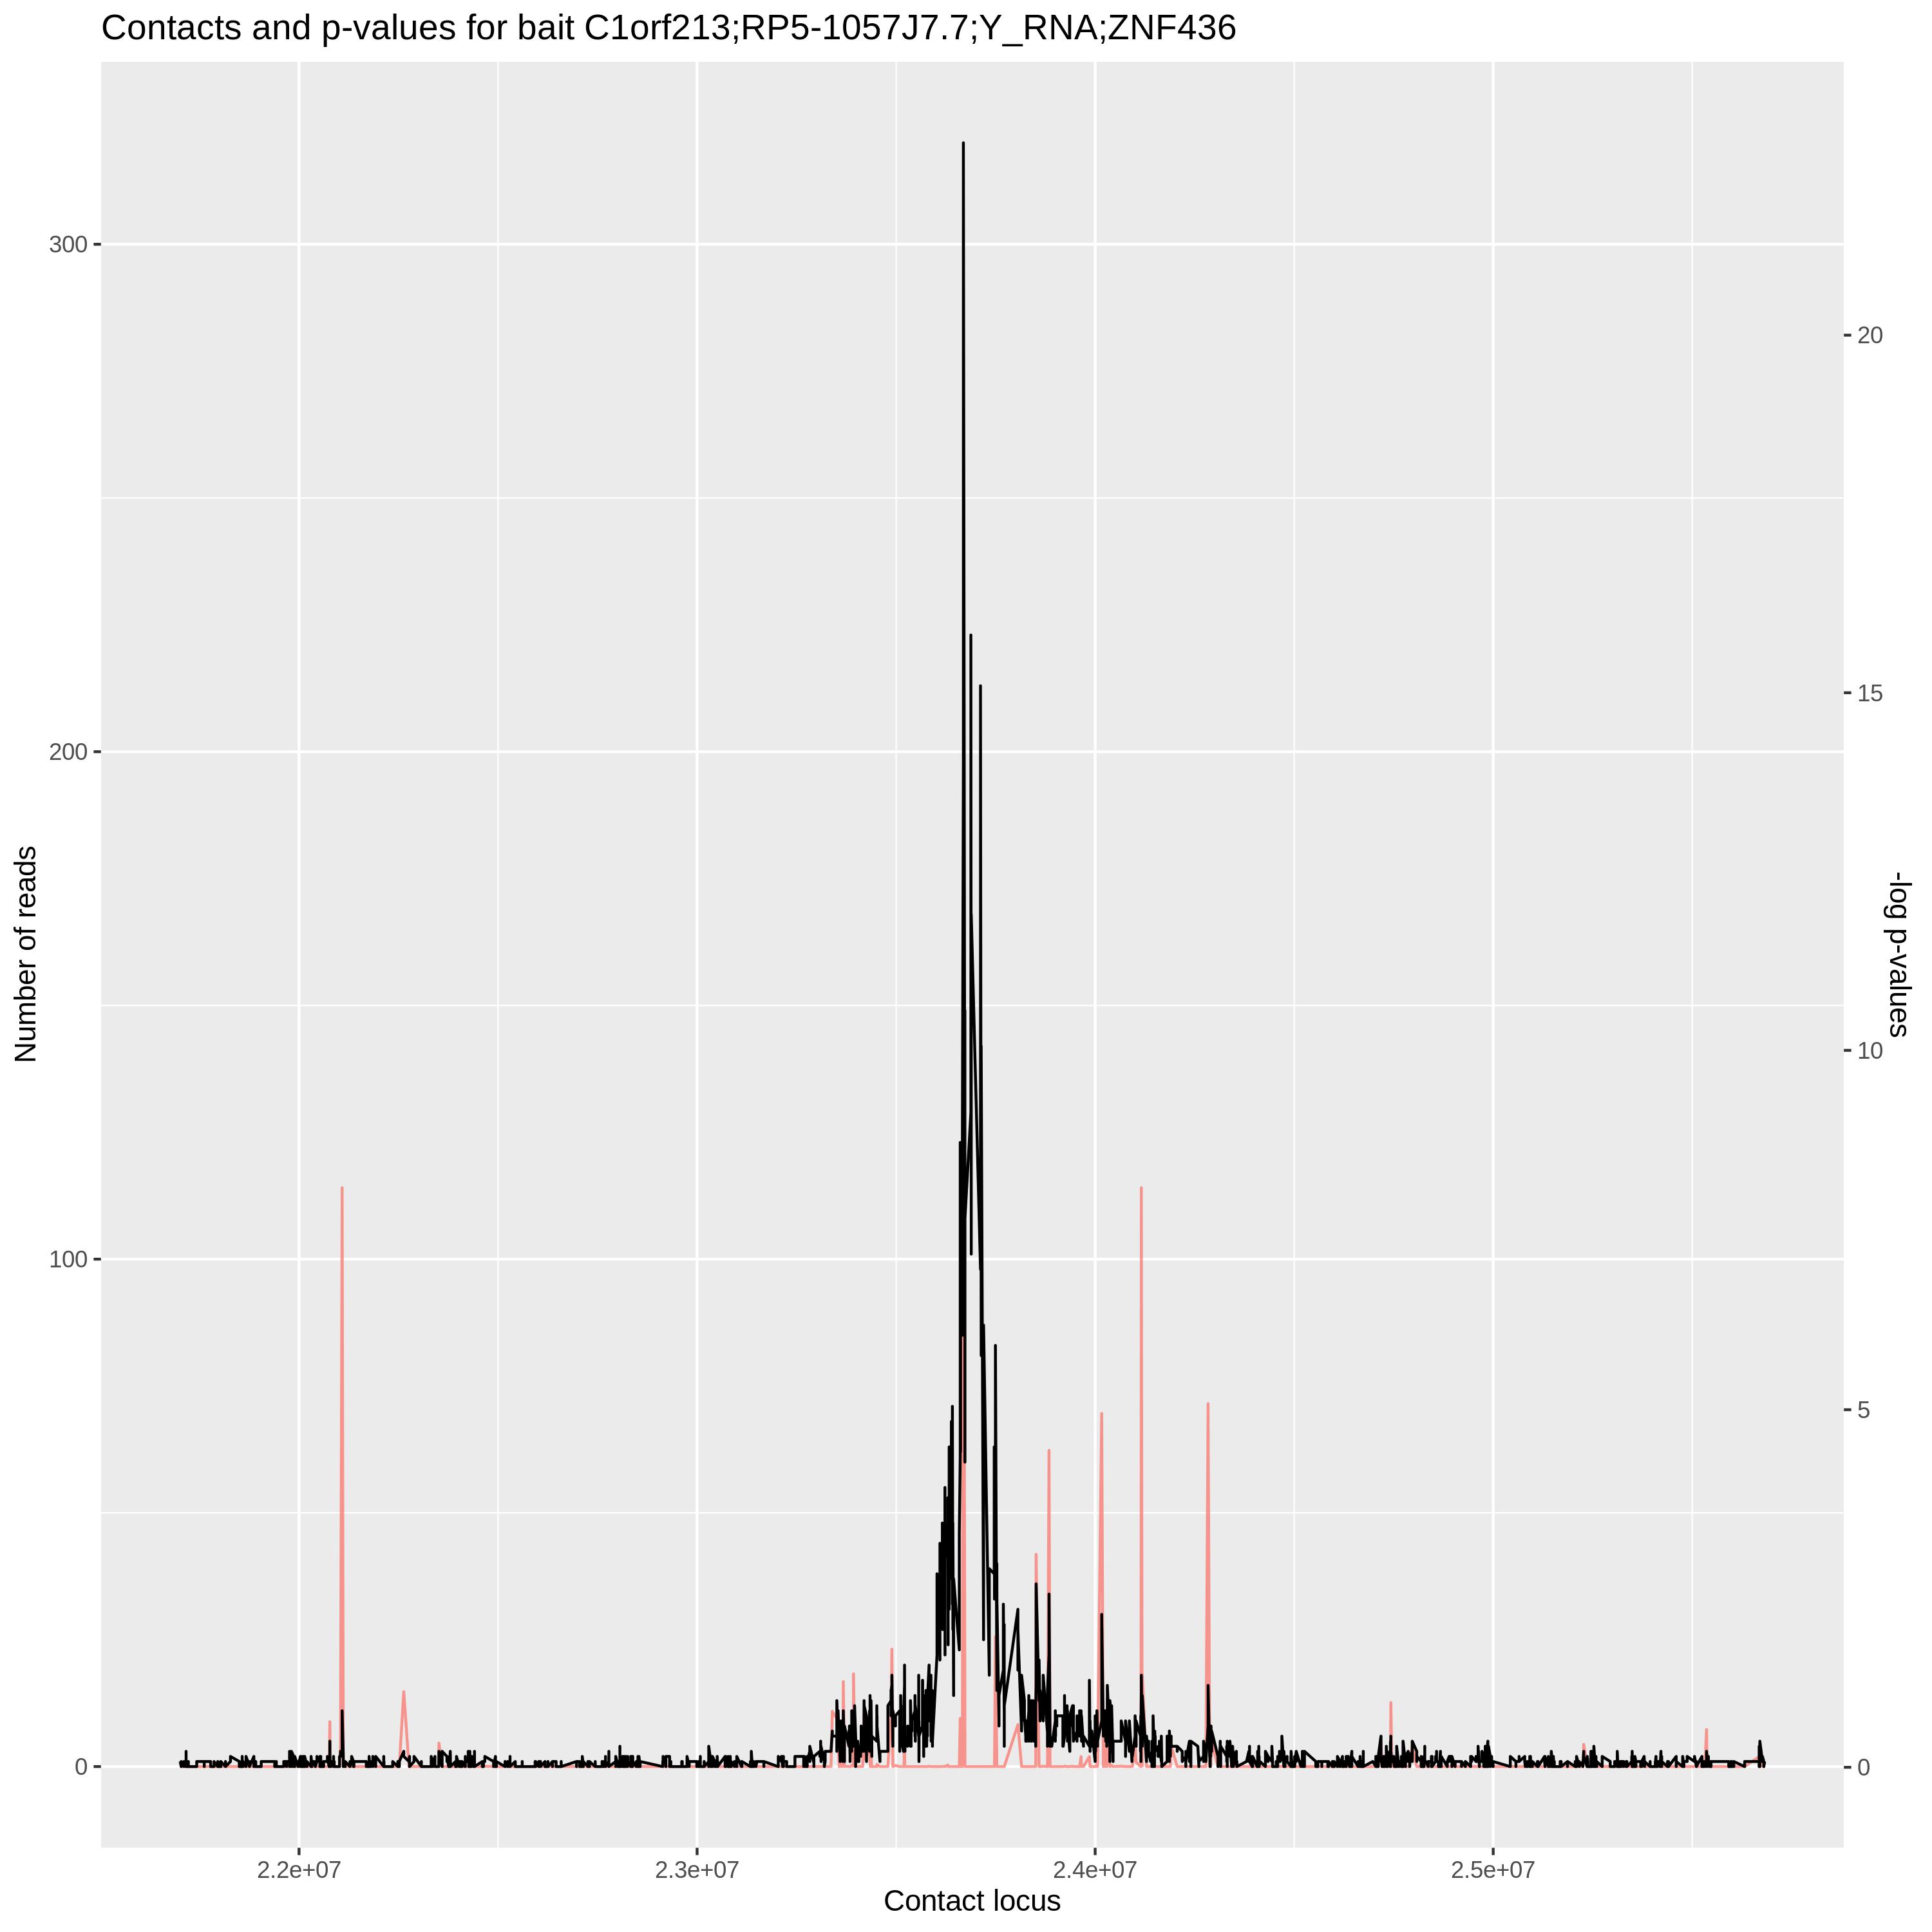 Contacts and p-values for bait C1orf213;RP5-1057J7.7;Y_RNA;ZNF436
300
200
100
0
Number of reads
20
15
10
5
0
-log p-values
2.2e+07
2.3e+07
2.4e+07
2.5e+07
Contact locus